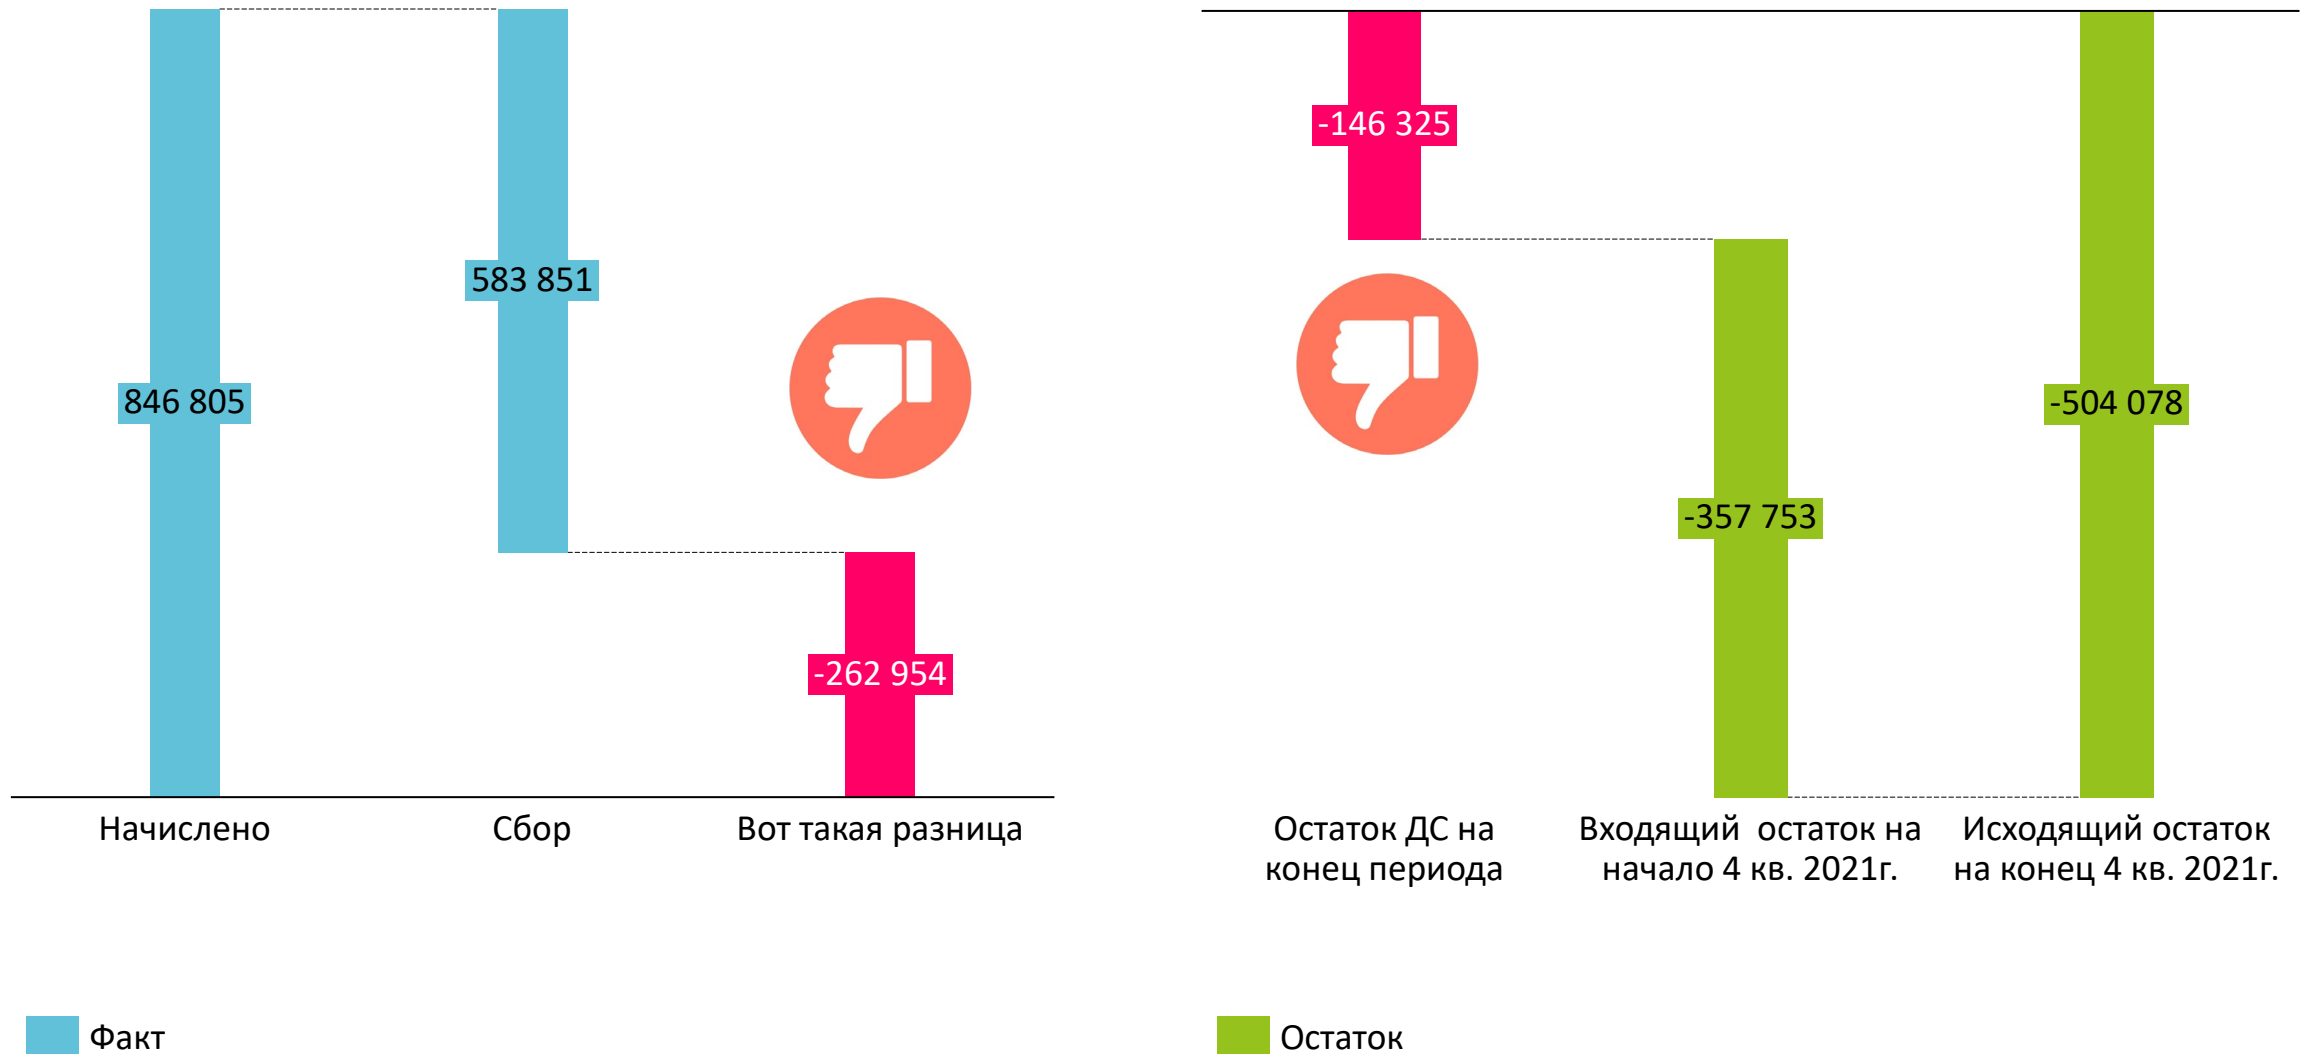 846 805
583 851
-262 954
Начислено
Сбор
Вот такая разница
Факт
-146 325
-357 753
-504 078
Остаток ДС на
конец периода
Входящий  остаток на
начало 4 кв. 2021г.
Исходящий остаток
на конец 4 кв. 2021г.
Остаток